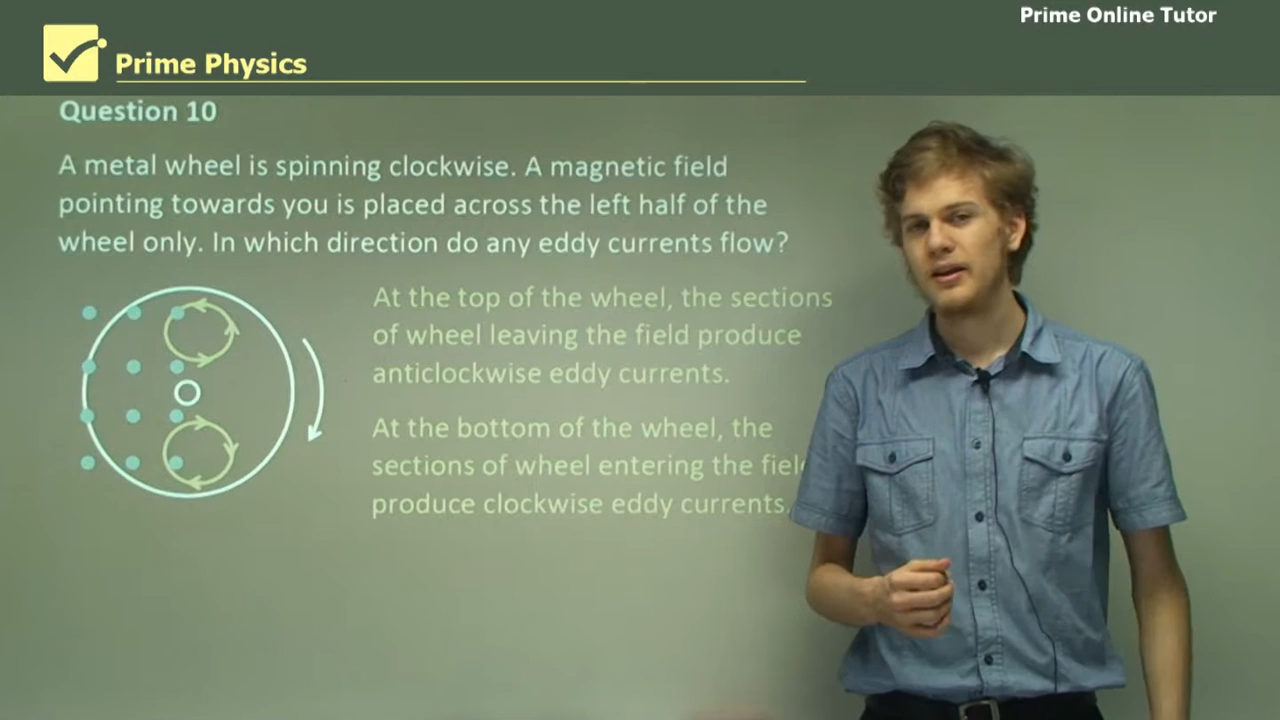 Prime Online Tutor
Prime Physics
Question 10
A metal wheel is spinning clockwise. A magnetic field
pointing towards you is placed across the left half of the
wheel only. In which direction do any eddy currents flow?
At the top of the wheel, the sections
of wheel leaving the field produce
anticlockwise eddy currents.
At the bottom of the wheel, the
sections of wheel entering the field
produce clockwise eddy currents.